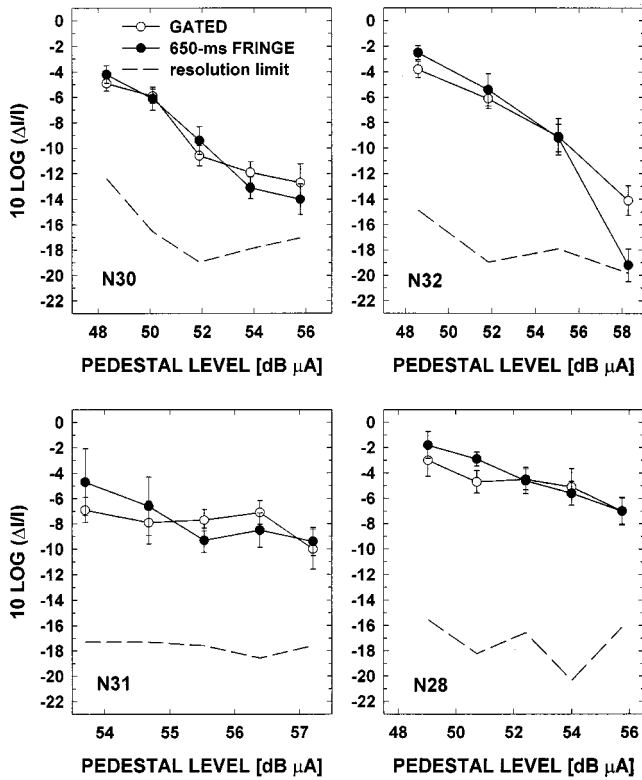 GATED
650-ms FRINGE
resolution limit
10 LOG (ΔI/I)
0
-2
-4
-6
-8
-10
-12
-14
-16
-18
-20
-22
N30
48 50 52 54 56
PEDESTAL LEVEL [dB μA]
0
-2
-4
-6
-8
-10
-12
-14
-16
-18
-20
-22
N32
48 50 52 54 56 58
PEDESTAL LEVEL [dB μA]
10 LOG (ΔI/I)
0
-2
-4
-6
-8
-10
-12
-14
-16
-18
-20
-22
N31
54 55 56 57
PEDESTAL LEVEL [dB μA]
0
-2
-4
-6
-8
-10
-12
-14
-16
-18
-20
-22
N28
48 50 52 54 56
PEDESTAL LEVEL [dB μA]